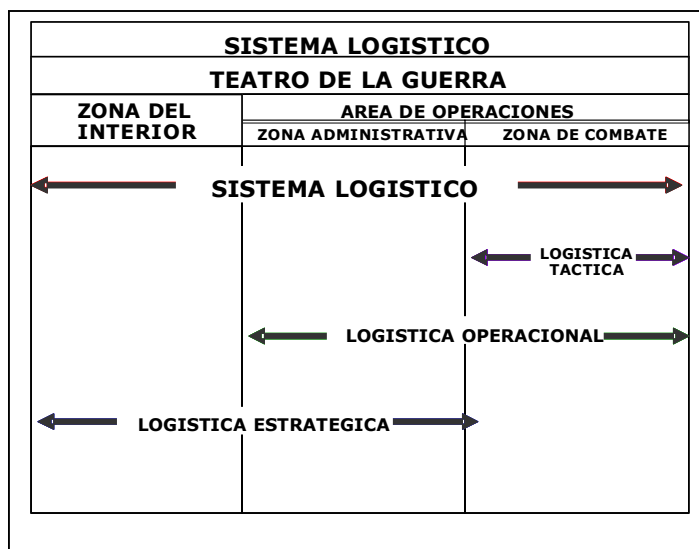 SISTEMA LOGISTICO
TEATRO DE LA GUERRA
ZONA DEL
INTERIOR
AREA DE OPERACIONES
ZONA ADMINISTRATIVA
ZONA DE COMBATE
SISTEMA LOGISTICO
LOGISTICA
TACTICA
LOGISTICA OPERACIONAL
LOGISTICA ESTRATEGICA